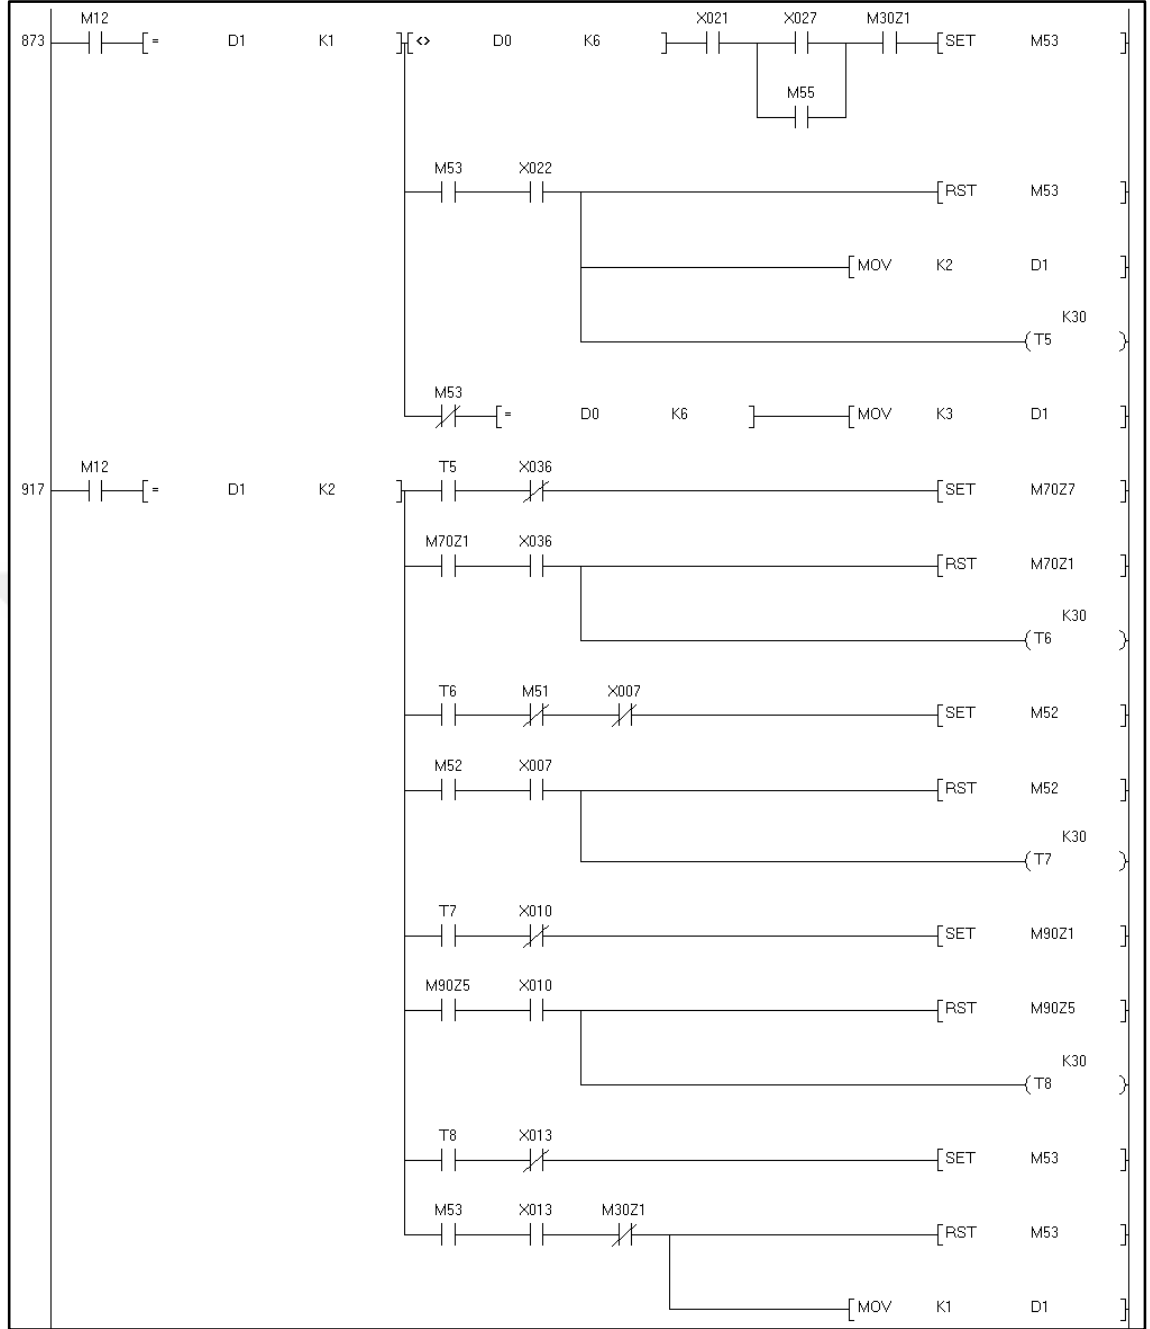 M12 X021 X027 M30Z1
873 [= D1 K1 ] [<> D0 K6 ] [SET M53 ]
M55
M53 X022
[RST M53 ]
[MOV K2 D1 ]
K30
(T5 )
M53
[= D0 K6 ] [MOV K3 D1 ]
M12 T5 X036
917 [= D1 K2 ] [SET M70Z7 ]
M70Z1 X036
[RST M70Z1 ]
K30
(T6 )
T6 M51 X007
[SET M52 ]
M52 X007
[RST M52 ]
K30
(T7 )
T7 X010
[SET M90Z1 ]
M90Z5 X010
[RST M90Z5 ]
K30
(T8 )
T8 X013
[SET M53 ]
M53 X013 M30Z1
[RST M53 ]
[MOV K1 D1 ]